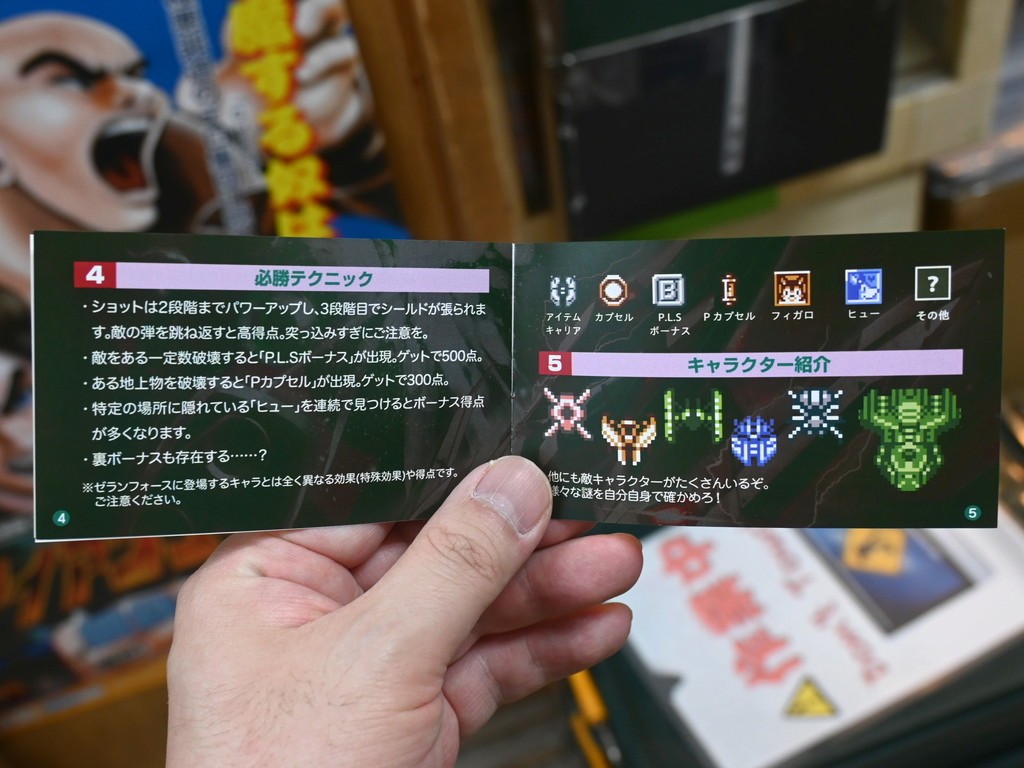 4 必勝テクニック
・ショットは2段階までパワーアップし、3段階目でシールドが張られま
す。敵の弾を跳ね返すと高得点。突っ込みすぎにご注意を。
・敵をある一定数破壊すると「P.L.Sボーナス」が出現。ゲットで500点。
・ある地上物を破壊すると「Pカプセル」が出現。ゲットで300点。
・特定の場所に隠れている「ヒュー」を連続で見つけるとボーナス得点
が多くなります。
・裏ボーナスも存在する……?
※ゼランフォースに登場するキャラとは全く異なる効果(特殊効果)や得点です。
ご注意ください。
4
B
?
アイテム
キャリア
カプセル
P.L.S
ボーナス
Pカプセル
フィガロ
ヒュー
その他
5 キャラクター紹介
他にも敵キャラクターがたくさんいるぞ。
様々な謎を自分自身で確かめろ!
5
する